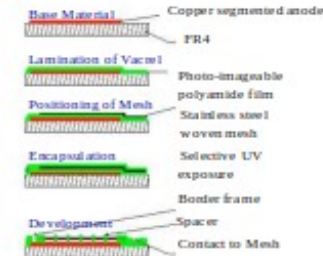 Base Material
Copper segmented anode
FR4
Lamination of Vacrel
Photo-imageable
polyamide film
Positioning of Mesh
Stainless steel
woven mesh
Encapsulation
Selective UV
exposure
Border frame
Development
Spacer
Contact to Mesh